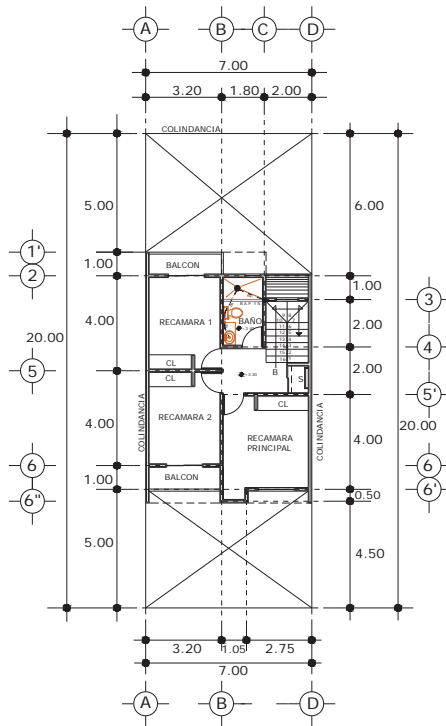 A B C D
7.00
3.20 1.80 2.00
COLINDANCIA
5.00
6.00
1'
BALCON
1.00
2
1.00
3
RECAMARA 1
BAÑO
4.00
2.00
20.00
4
CL
2.00
5
CL
B
S
5'
COLINDANCIA
CL
COLINDANCIA
4.00
RECAMARA 2
RECAMARA
PRINCIPAL
4.00
20.00
6
6
1.00
BALCON
6'
6"
0.50
5.00
4.50
3.20 1.05 2.75
7.00
A B D